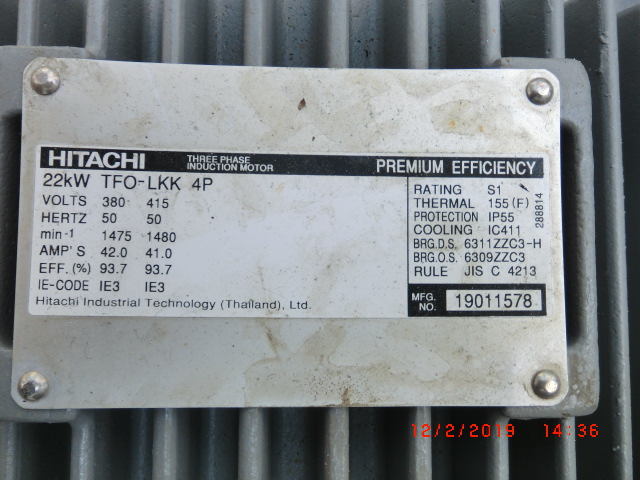 HITACHI THREE PHASE INDUCTION MOTOR PREMIUM EFFICIENCY
22kW TFO-LKK 4P
VOLTS 380 415
HERTZ 50 50
min-1 1475 1480
AMP'S 42.0 41.0
EFF.(%) 93.7 93.7
IE-CODE IE3 IE3
Hitachi Industrial Technology (Thailand), Ltd.
RATING S1
THERMAL 155 (F)
PROTECTION IP55
COOLING IC411
BRG.D.S. 6311ZZC3-H
BRG.O.S. 6309ZZC3
RULE JIS C 4213
288814
MFG. NO. 19011578
12/2/2019 14:36